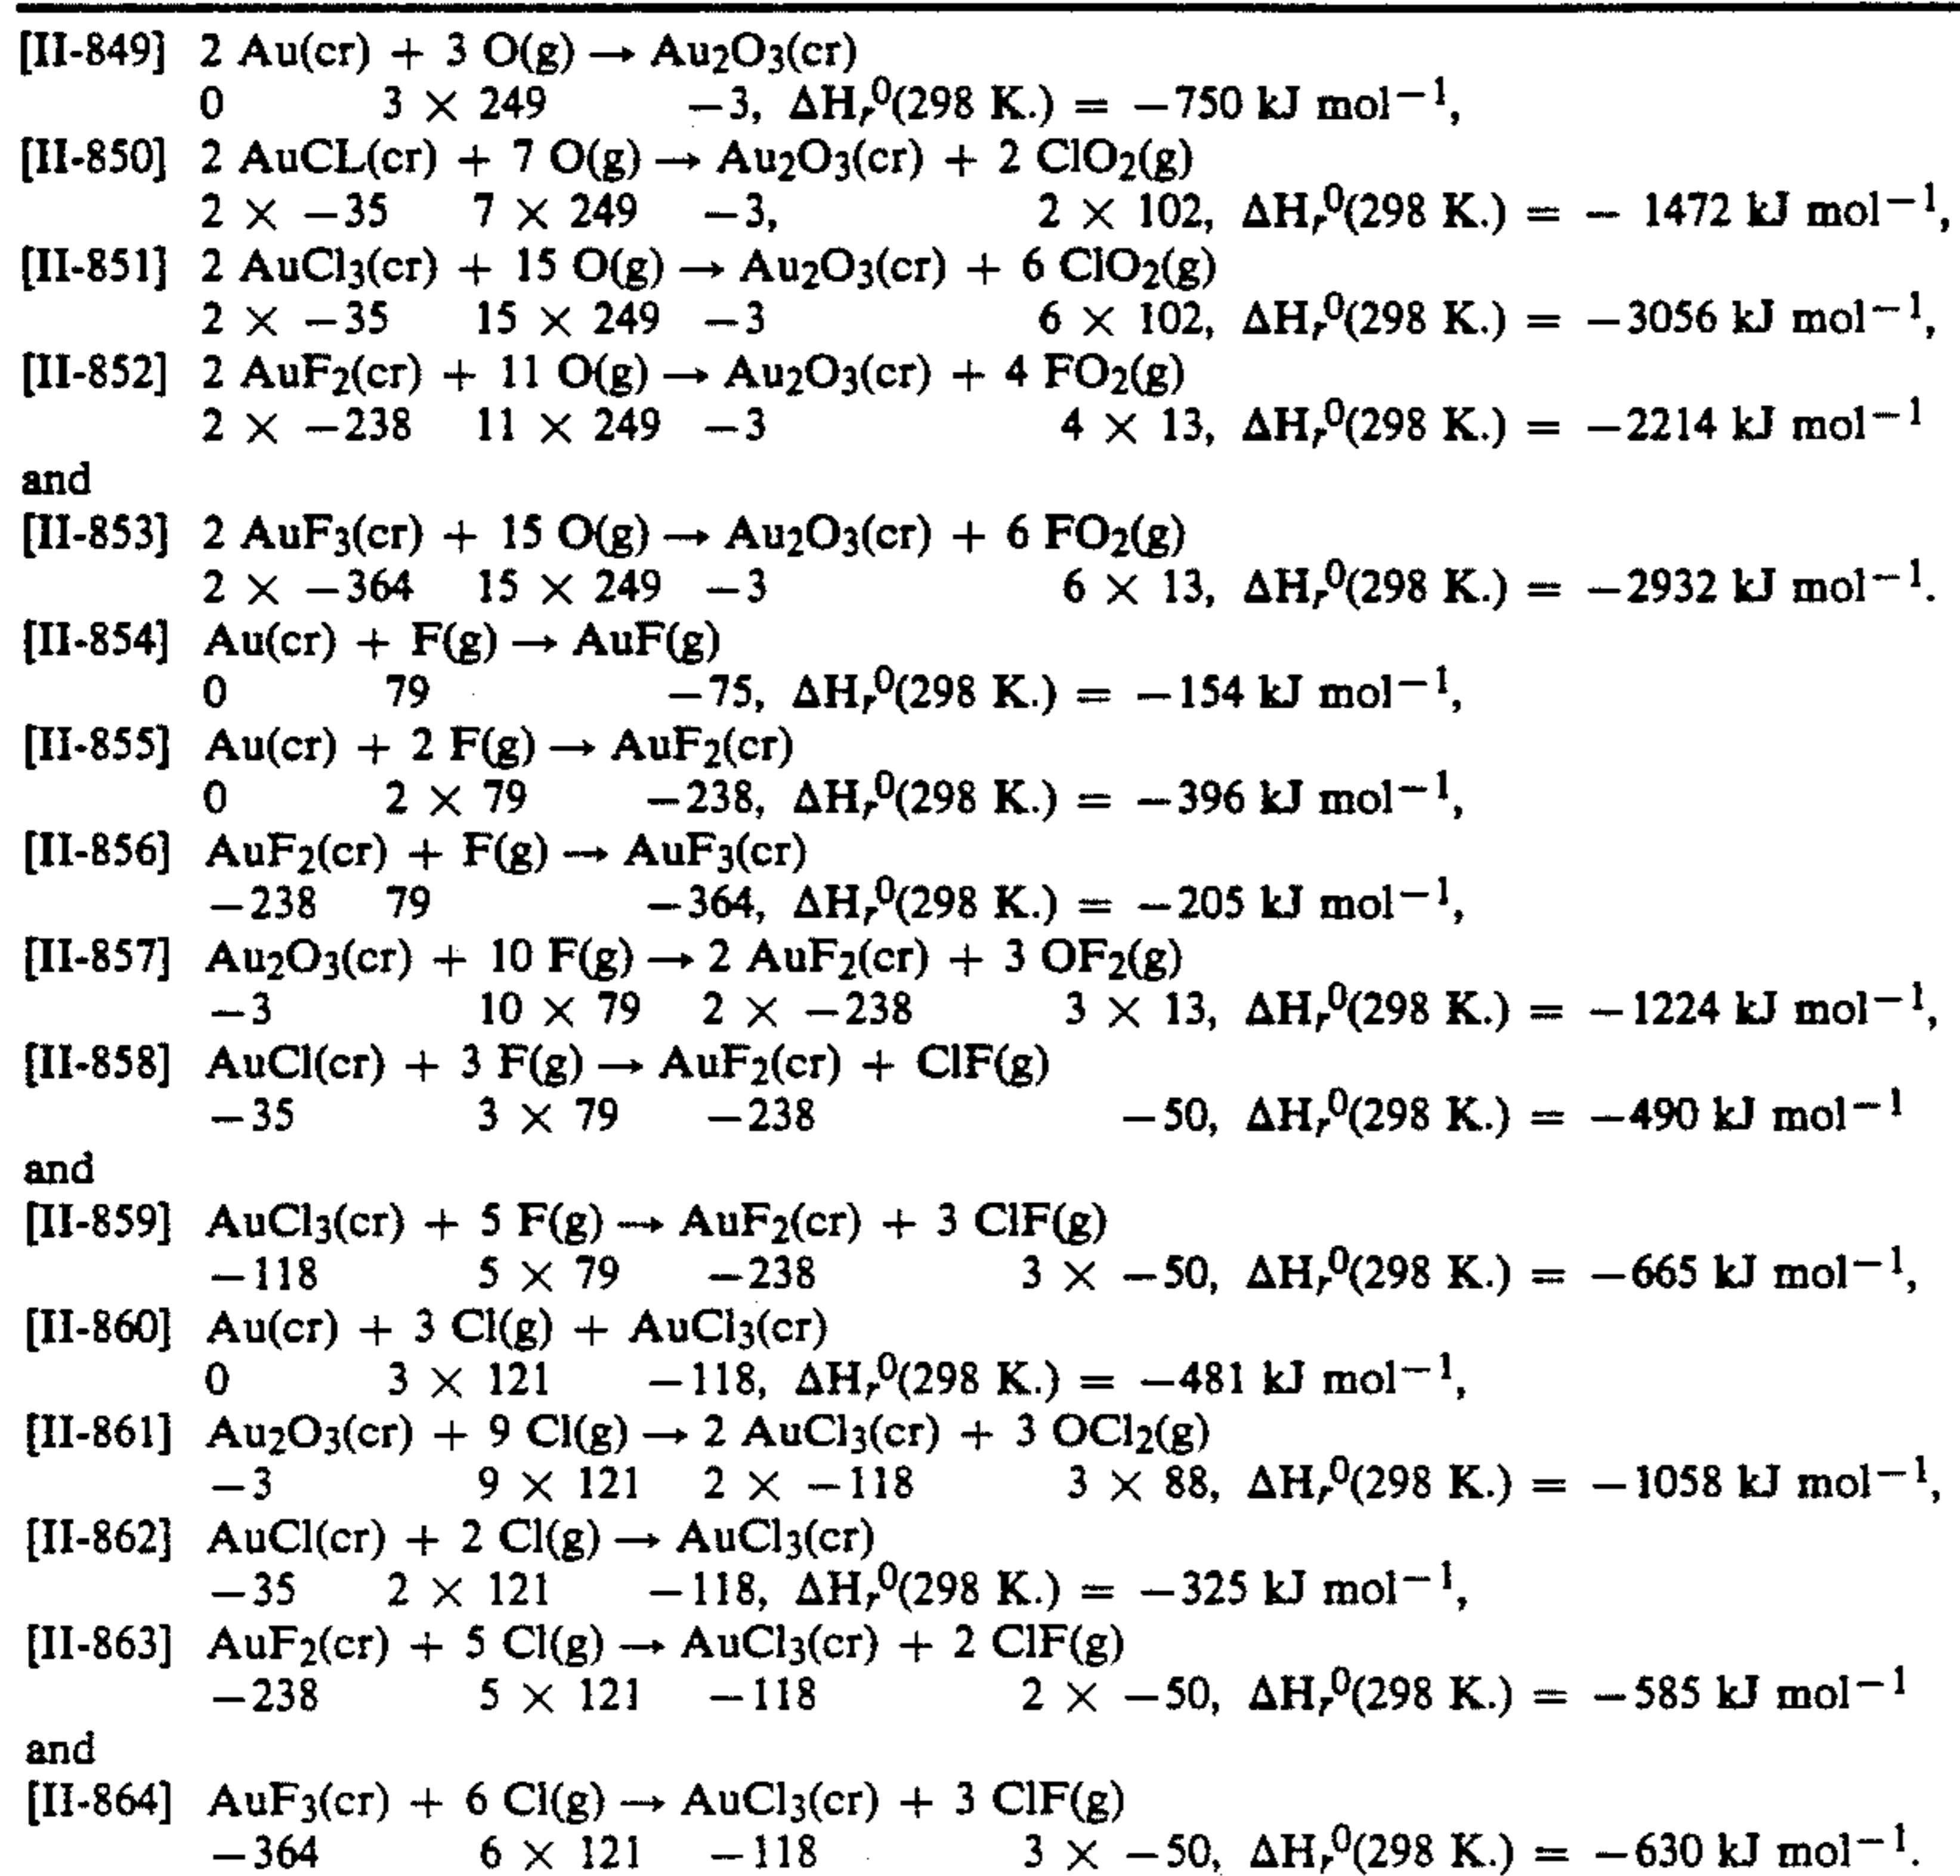 [II-849] 2 Au(cr) + 3 O(g) → Au₂O₃(cr)
0 3 × 249 −3, ΔHᵣ⁰(298 K.) = −750 kJ mol⁻¹,
[II-850] 2 AuCL(cr) + 7 O(g) → Au₂O₃(cr) + 2 ClO₂(g)
2 × −35 7 × 249 −3, 2 × 102, ΔHᵣ⁰(298 K.) = − 1472 kJ mol⁻¹,
[II-851] 2 AuCl₃(cr) + 15 O(g) → Au₂O₃(cr) + 6 ClO₂(g)
2 × −35 15 × 249 −3 6 × 102, ΔHᵣ⁰(298 K.) = −3056 kJ mol⁻¹,
[II-852] 2 AuF₂(cr) + 11 O(g) → Au₂O₃(cr) + 4 FO₂(g)
2 × −238 11 × 249 −3 4 × 13, ΔHᵣ⁰(298 K.) = −2214 kJ mol⁻¹
and
[II-853] 2 AuF₃(cr) + 15 O(g) → Au₂O₃(cr) + 6 FO₂(g)
2 × −364 15 × 249 −3 6 × 13, ΔHᵣ⁰(298 K.) = −2932 kJ mol⁻¹.
[II-854] Au(cr) + F(g) → AuF(g)
0 79 −75, ΔHᵣ⁰(298 K.) = −154 kJ mol⁻¹,
[II-855] Au(cr) + 2 F(g) → AuF₂(cr)
0 2 × 79 −238, ΔHᵣ⁰(298 K.) = −396 kJ mol⁻¹,
[II-856] AuF₂(cr) + F(g) → AuF₃(cr)
−238 79 −364, ΔHᵣ⁰(298 K.) = −205 kJ mol⁻¹,
[II-857] Au₂O₃(cr) + 10 F(g) → 2 AuF₂(cr) + 3 OF₂(g)
−3 10 × 79 2 × −238 3 × 13, ΔHᵣ⁰(298 K.) = −1224 kJ mol⁻¹,
[II-858] AuCl(cr) + 3 F(g) → AuF₂(cr) + ClF(g)
−35 3 × 79 −238 −50, ΔHᵣ⁰(298 K.) = −490 kJ mol⁻¹
and
[II-859] AuCl₃(cr) + 5 F(g) → AuF₂(cr) + 3 ClF(g)
−118 5 × 79 −238 3 × −50, ΔHᵣ⁰(298 K.) = −665 kJ mol⁻¹,
[II-860] Au(cr) + 3 Cl(g) + AuCl₃(cr)
0 3 × 121 −118, ΔHᵣ⁰(298 K.) = −481 kJ mol⁻¹,
[II-861] Au₂O₃(cr) + 9 Cl(g) → 2 AuCl₃(cr) + 3 OCl₂(g)
−3 9 × 121 2 × −118 3 × 88, ΔHᵣ⁰(298 K.) = −1058 kJ mol⁻¹,
[II-862] AuCl(cr) + 2 Cl(g) → AuCl₃(cr)
−35 2 × 121 −118, ΔHᵣ⁰(298 K.) = −325 kJ mol⁻¹,
[II-863] AuF₂(cr) + 5 Cl(g) → AuCl₃(cr) + 2 ClF(g)
−238 5 × 121 −118 2 × −50, ΔHᵣ⁰(298 K.) = −585 kJ mol⁻¹
and
[II-864] AuF₃(cr) + 6 Cl(g) → AuCl₃(cr) + 3 ClF(g)
−364 6 × 121 −118 3 × −50, ΔHᵣ⁰(298 K.) = −630 kJ mol⁻¹.